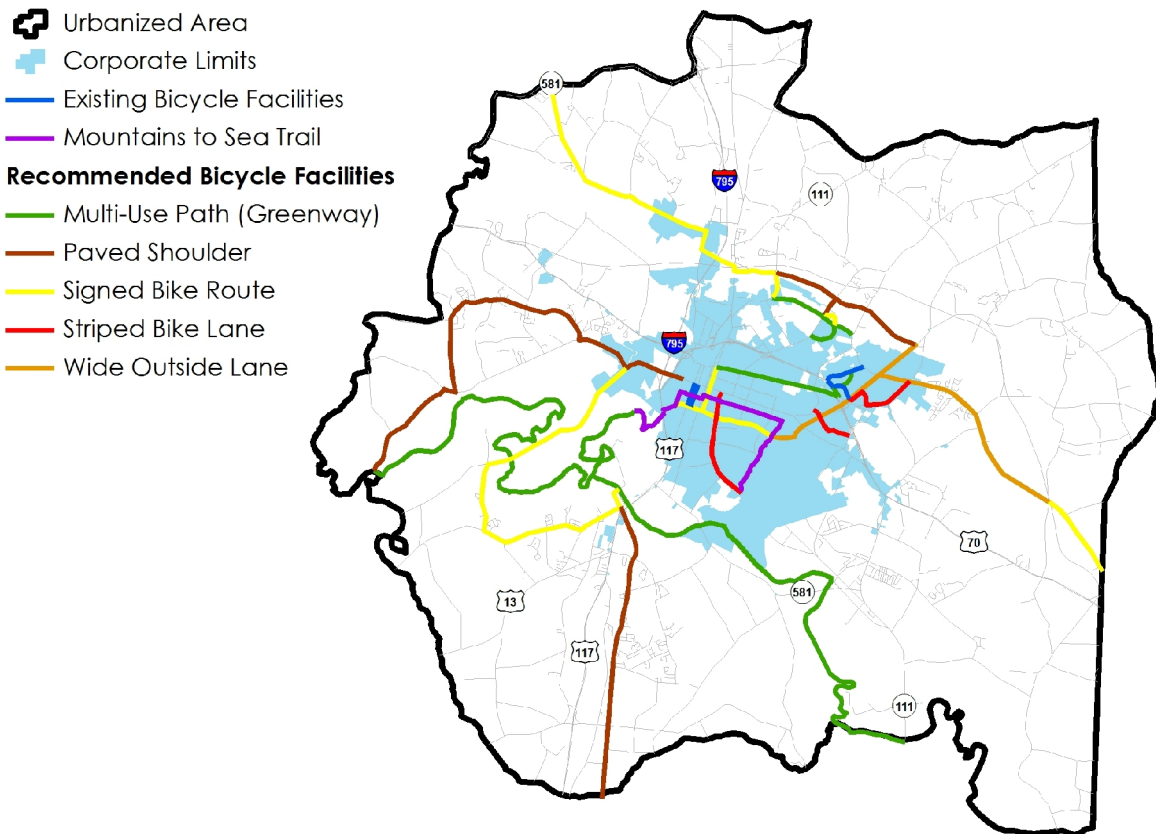 Urbanized Area
Corporate Limits
Existing Bicycle Facilities
Mountains to Sea Trail
Recommended Bicycle Facilities
Multi-Use Path (Greenway)
Paved Shoulder
Signed Bike Route
Striped Bike Lane
Wide Outside Lane
581
795
111
795
117
70
581
13
117
111